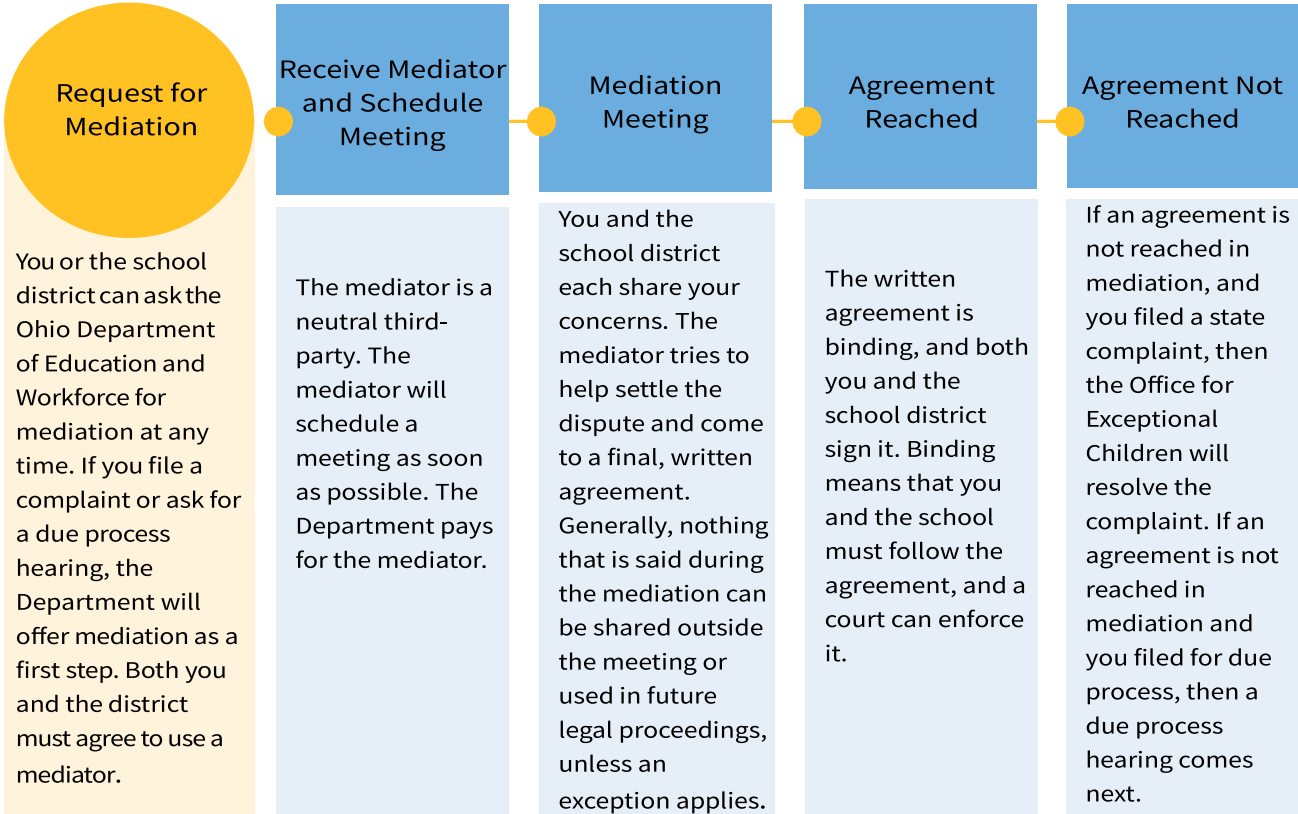 Request for
Mediation
You or the school
district can ask the
Ohio Department
of Education and
Workforce for
mediation at any
time. If you file a
complaint or ask for
a due process
hearing, the
Department will
offer mediation as a
first step. Both you
and the district
must agree to use a
mediator.
Receive Mediator
and Schedule
Meeting
The mediator is a
neutral third-
party. The
mediator will
schedule a
meeting as soon
as possible. The
Department pays
for the mediator.
Mediation
Meeting
You and the
school district
each share your
concerns. The
mediator tries to
help settle the
dispute and come
to a final, written
agreement.
Generally, nothing
that is said during
the mediation can
be shared outside
the meeting or
used in future
legal proceedings,
unless an
exception applies.
Agreement
Reached
The written
agreement is
binding, and both
you and the
school district
sign it. Binding
means that you
and the school
must follow the
agreement, and a
court can enforce
it.
Agreement Not
Reached
If an agreement is
not reached in
mediation, and
you filed a state
complaint, then
the Office for
Exceptional
Children will
resolve the
complaint. If an
agreement is not
reached in
mediation and
you filed for due
process, then a
due process
hearing comes
next.